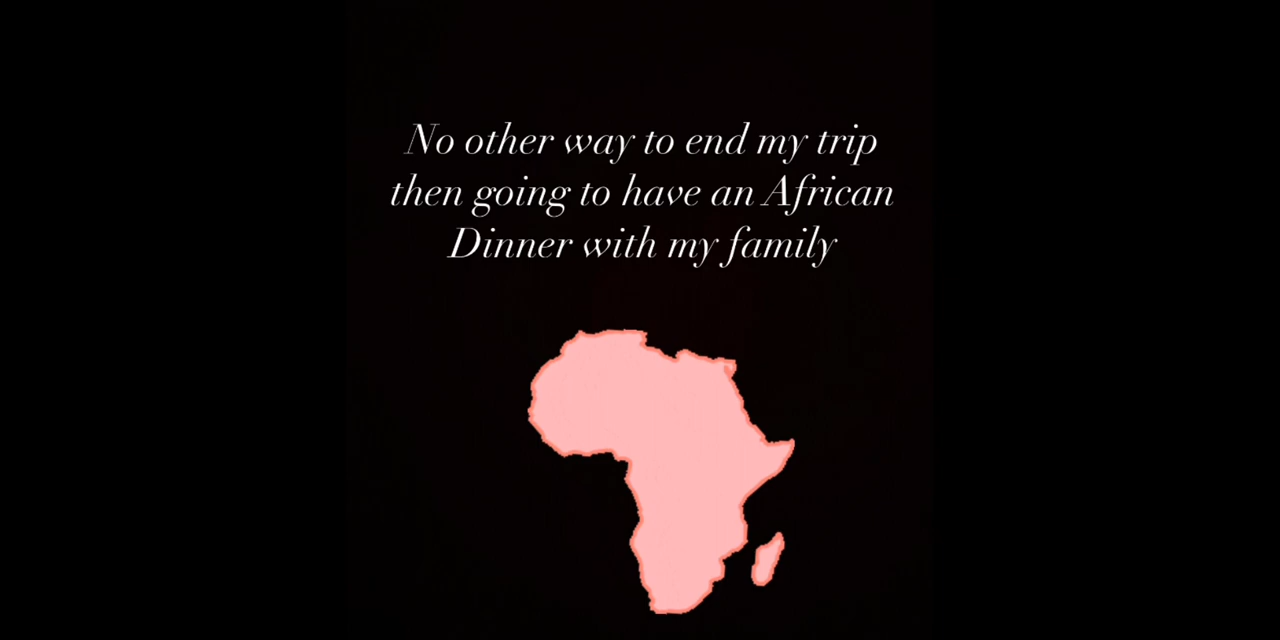 No other way to end my trip
then going to have an African
Dinner with my family